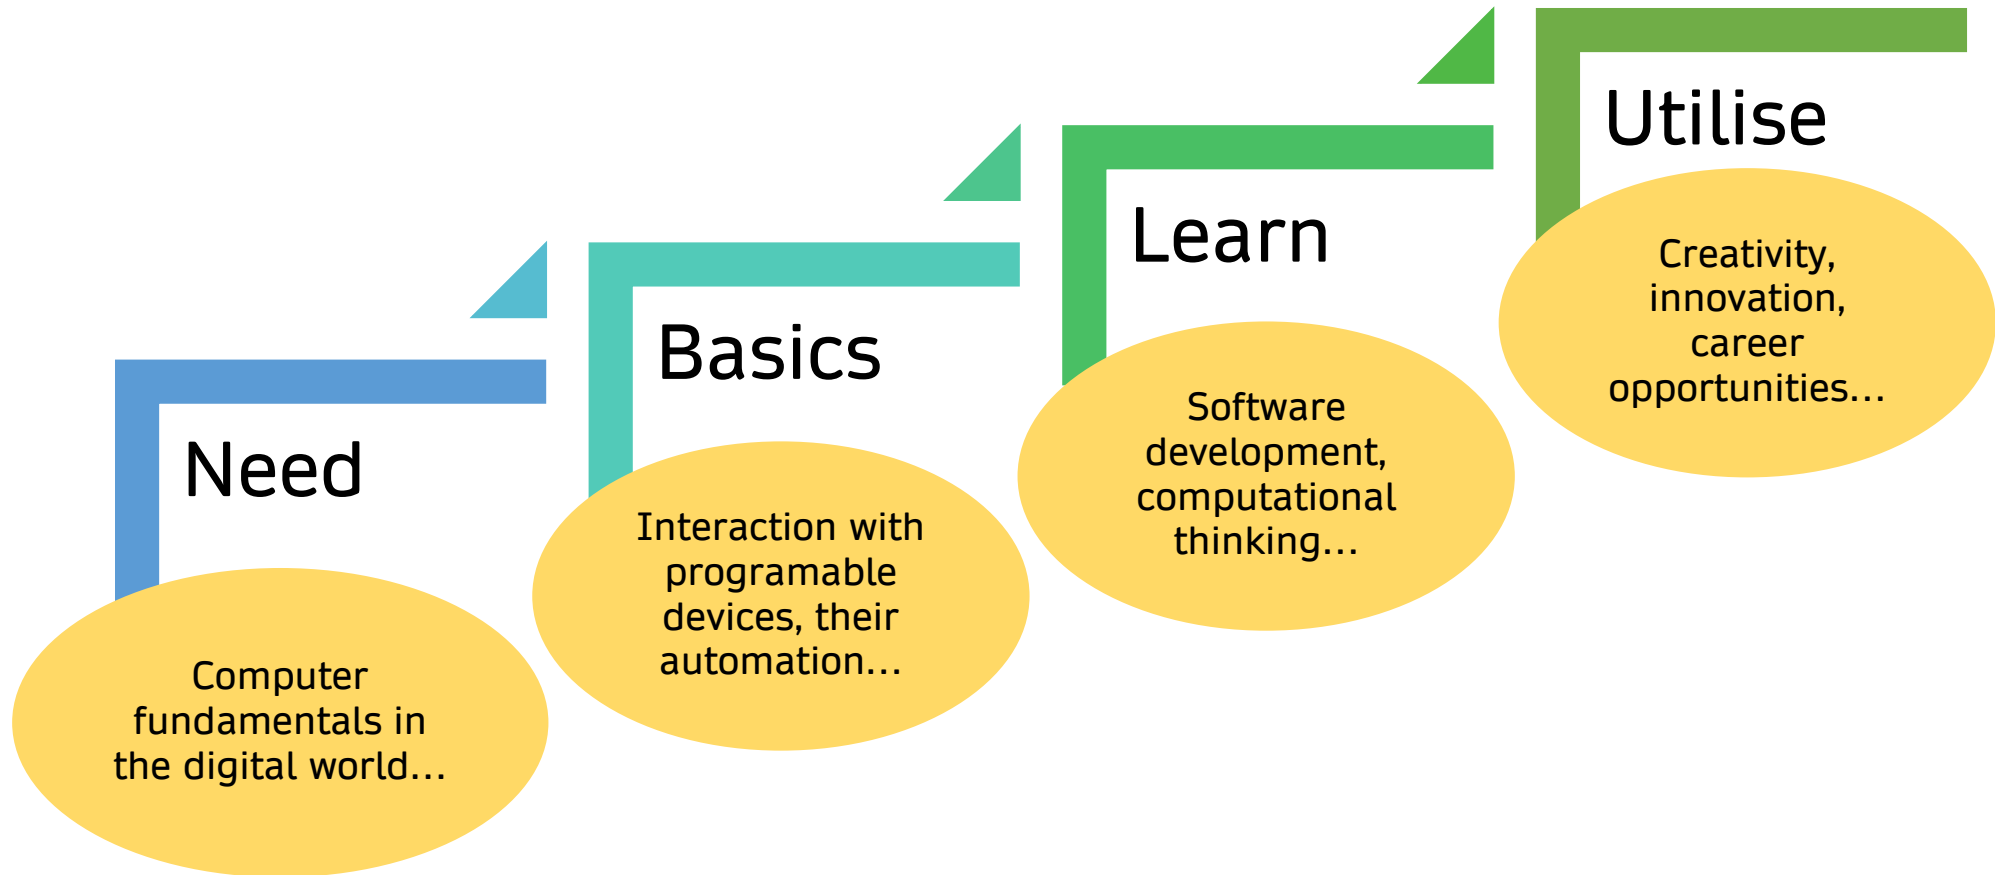 Need
Computer
fundamentals in
the digital world...
Basics
Interaction with
programable
devices, their
automation...
Learn
Software
development,
computational
thinking...
Utilise
Creativity,
innovation,
career
opportunities...